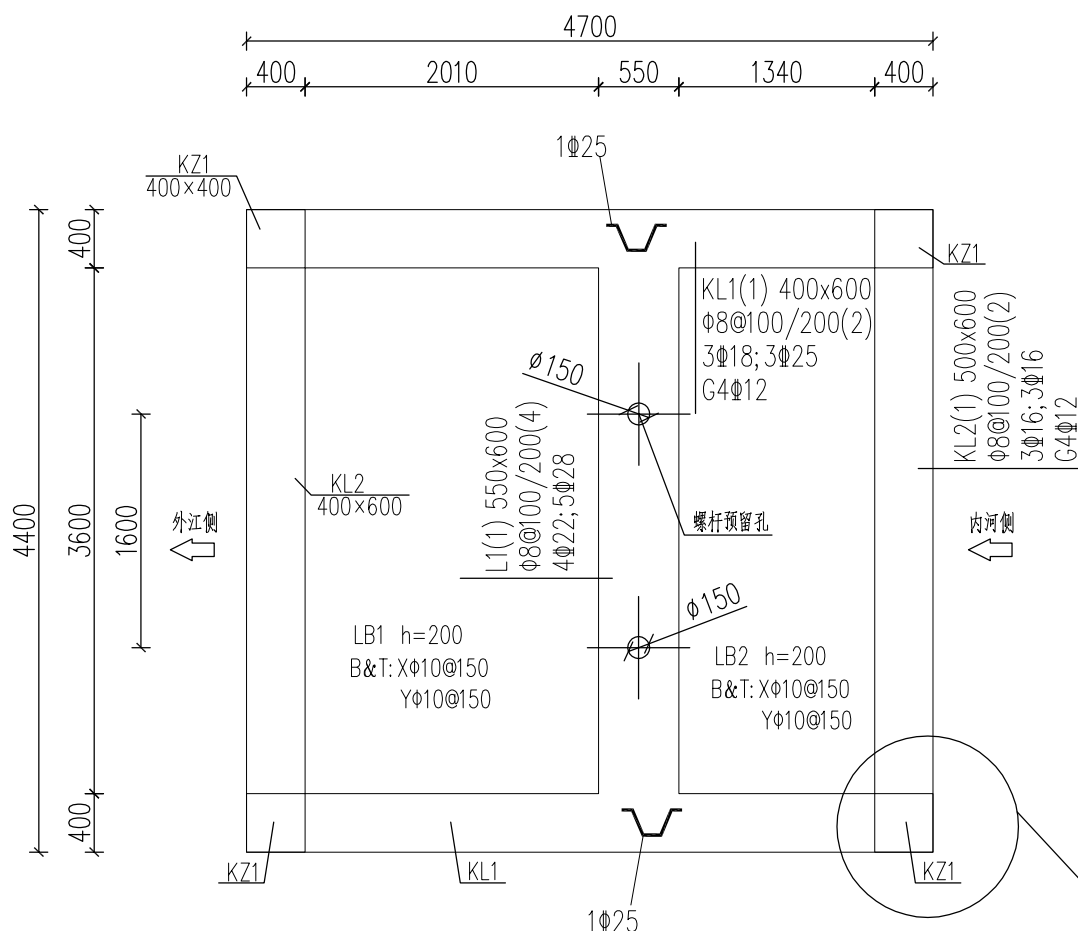 4700
400
2010
550
1340
400
1Φ25
KZ1
400×400
KZ1
400
KL1(1) 400x600
Φ8@100/200(2)
3Φ18;3Φ25
G4Φ12
KL2(1) 500x600
Φ8@100/200(2)
3Φ16;3Φ16
G4Φ12
ø150
L1(1) 550x600
Φ8@100/200(4)
4Φ22;5Φ28
KL2
400×600
4400
3600
1600
外江侧
螺杆预留孔
内河侧
ø150
LB1 h=200
B&T: XΦ10@150
YΦ10@150
LB2 h=200
B&T: XΦ10@150
YΦ10@150
400
KZ1
KL1
KZ1
1Φ25